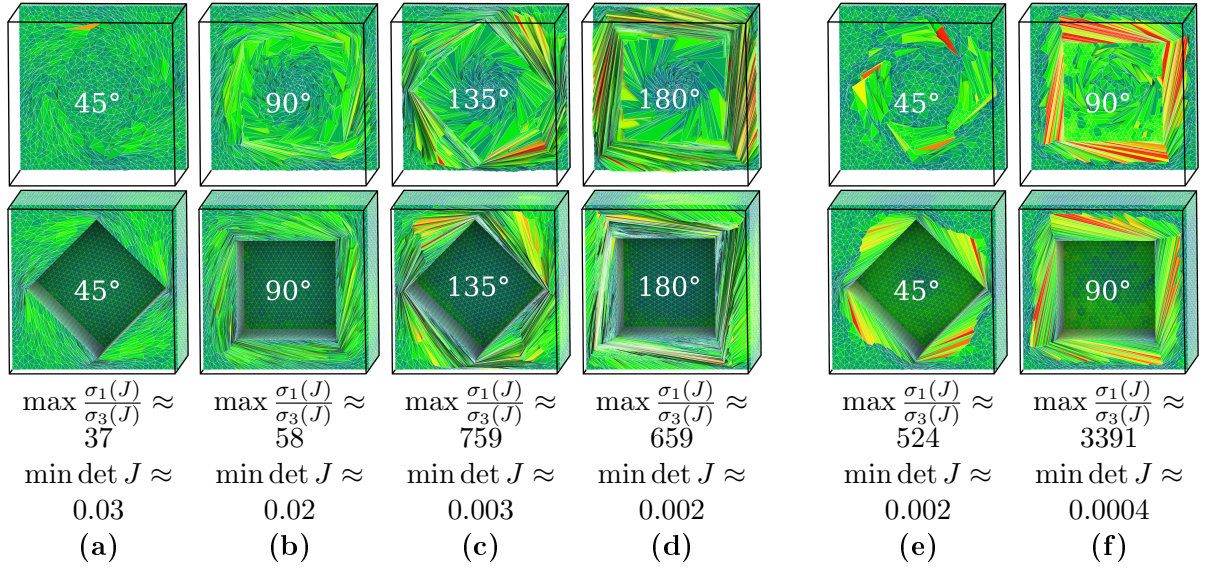 45° 90° 135° 180° 45° 90°
45° 90° 135° 180° 45° 90°
max σ₁(J)/σ₃(J) ≈ max σ₁(J)/σ₃(J) ≈ max σ₁(J)/σ₃(J) ≈ max σ₁(J)/σ₃(J) ≈ max σ₁(J)/σ₃(J) ≈ max σ₁(J)/σ₃(J) ≈
37 58 759 659 524 3391
min det J ≈ min det J ≈ min det J ≈ min det J ≈ min det J ≈ min det J ≈
0.03 0.02 0.003 0.002 0.002 0.0004
(a) (b) (c) (d) (e) (f)